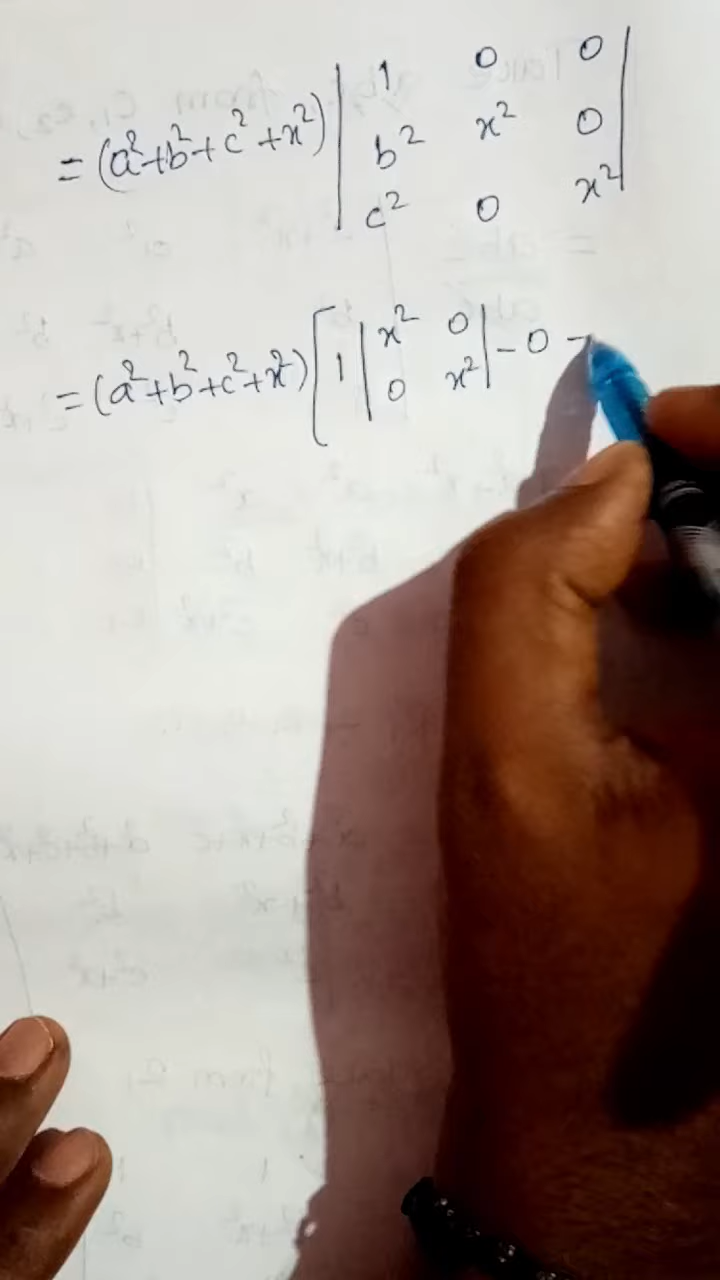 = (a²+b²+c²+x²) | 1 0 0 |
| b² x² 0 |
| c² 0 x² |
= (a²+b²+c²+x²) [ 1 | x² 0 | - 0 -
| 0 x² |